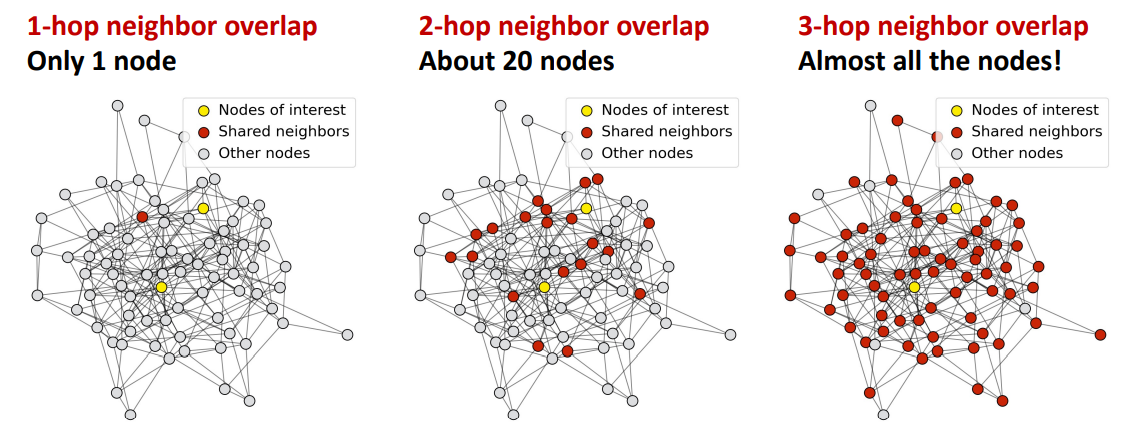 1-hop neighbor overlap
Only 1 node
Nodes of interest
Shared neighbors
Other nodes
2-hop neighbor overlap
About 20 nodes
Nodes of interest
Shared neighbors
Other nodes
3-hop neighbor overlap
Almost all the nodes!
Nodes of interest
Shared neighbors
Other nodes